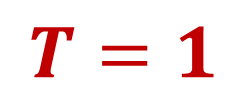 T = 1